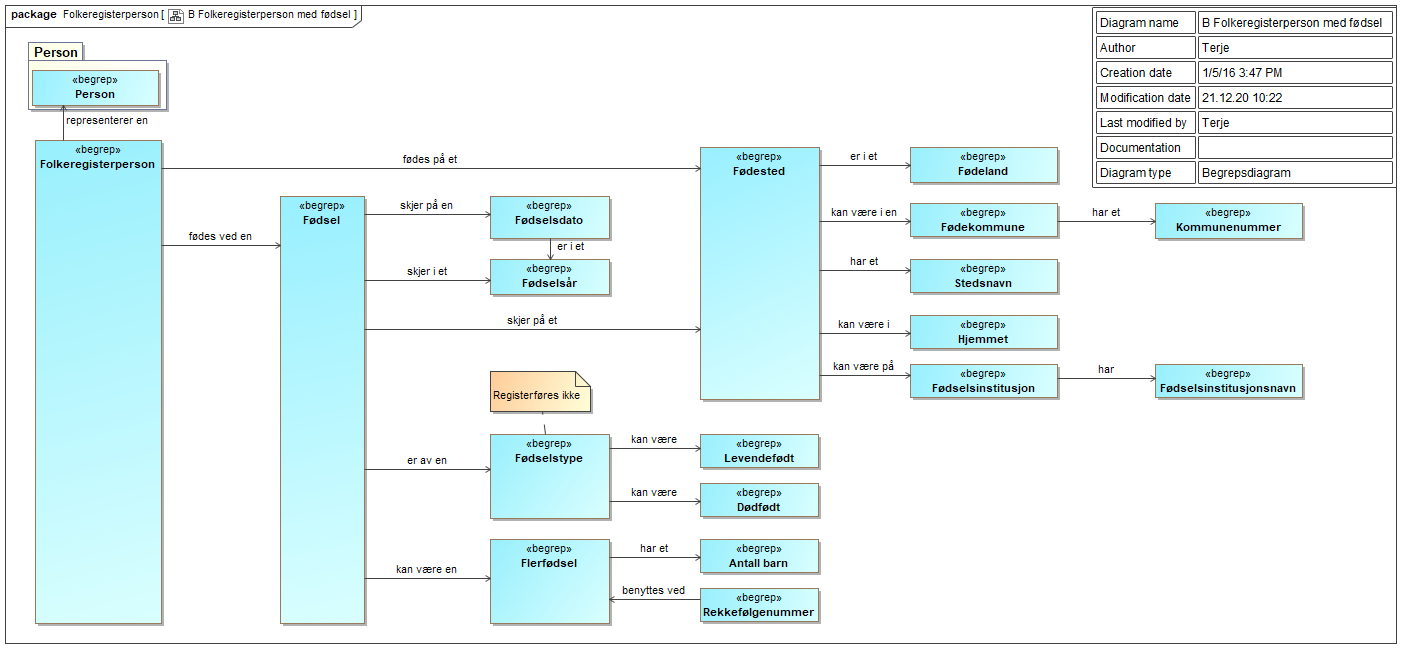 package Folkeregisterperson [ B Folkeregisterperson med fødsel ]
Diagram name B Folkeregisterperson med fødsel
Author Terje
Creation date 1/5/16 3:47 PM
Modification date 21.12.20 10:22
Last modified by Terje
Documentation
Diagram type Begrepsdiagram
Person
«begrep»
Person
representerer en
«begrep»
Folkeregisterperson
fødes på et
fødes ved en
«begrep»
Fødsel
skjer på en
«begrep»
Fødselsdato
er i et
skjer i et
«begrep»
Fødselsår
skjer på et
«begrep»
Fødested
er i et
«begrep»
Fødeland
kan være i en
«begrep»
Fødekommune
har et
«begrep»
Kommunenummer
har et
«begrep»
Stedsnavn
kan være i
«begrep»
Hjemmet
kan være på
«begrep»
Fødselsinstitusjon
har
«begrep»
Fødselsinstitusjonsnavn
Registerføres ikke
er av en
«begrep»
Fødselstype
kan være
«begrep»
Levendefødt
kan være
«begrep»
Dødfødt
kan være en
«begrep»
Flerfødsel
har et
«begrep»
Antall barn
benyttes ved
«begrep»
Rekkefølgenummer